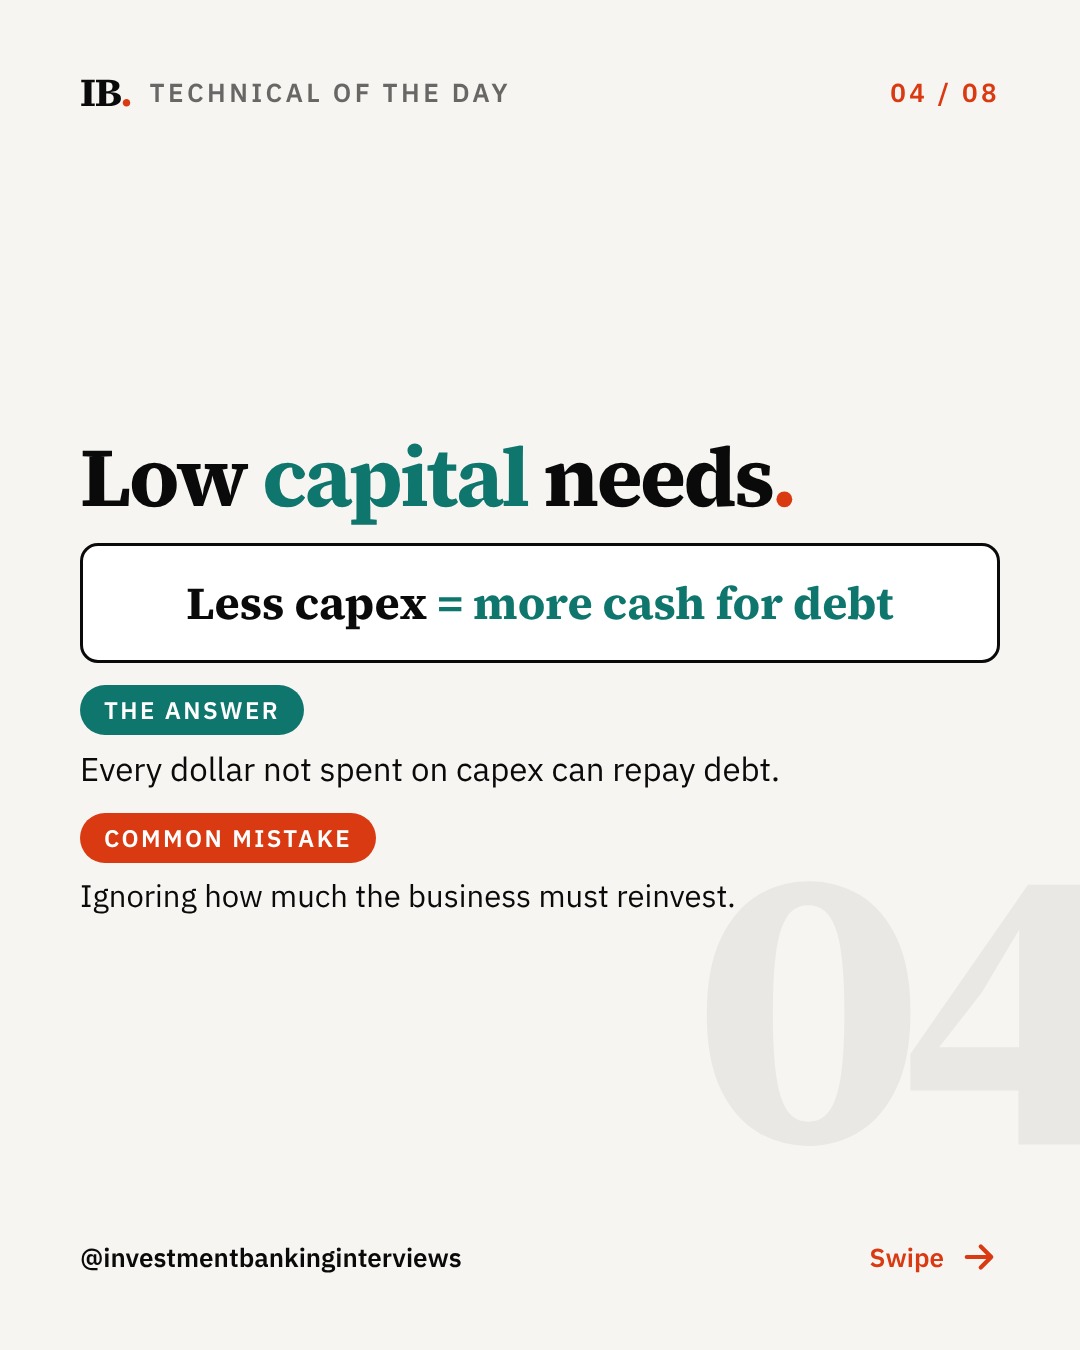 IB. TECHNICAL OF THE DAY
04 / 08
Low capital needs.
Less capex = more cash for debt
THE ANSWER
Every dollar not spent on capex can repay debt.
COMMON MISTAKE
Ignoring how much the business must reinvest.
04
@investmentbankinginterviews
Swipe →